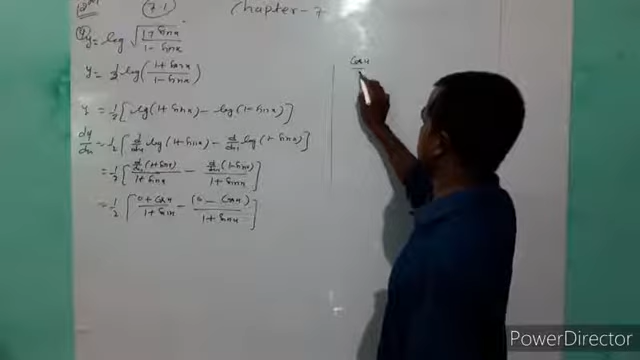 7.1
Chapter-7
y = log √(1+sinx / 1-sinx)
y = ½ log (1+sinx / 1-sinx)
y = ½ [log (1+sinx) - log (1-sinx)]
dy/dx = ½ [d/dx log (1+sinx) - d/dx log (1-sinx)]
= ½ [d/dx (1+sinx) / 1+sinx - d/dx (1-sinx) / 1+sinx]
= ½ [0+cosx / 1+sinx - (0-cosx) / 1+sinx]
cosx
PowerDirector